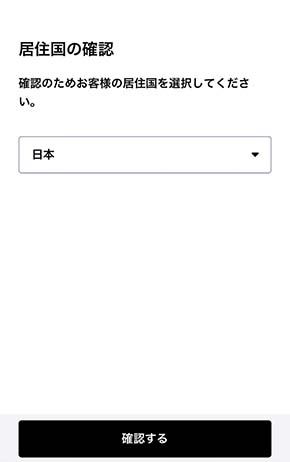 居住国の確認
確認のためお客様の居住国を選択してくださ
い。
日本
確認する